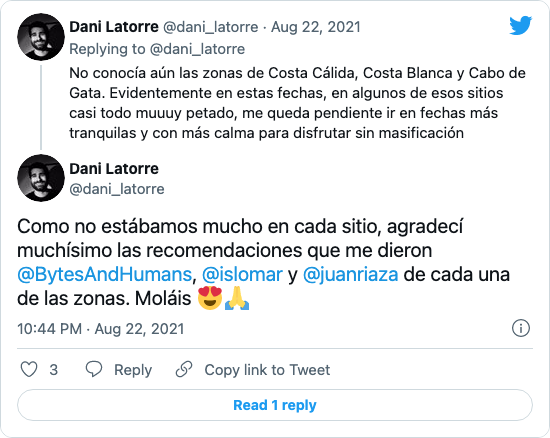 Dani Latorre @dani_latorre · Aug 22, 2021
Replying to @dani_latorre
No conocía aún las zonas de Costa Cálida, Costa Blanca y Cabo de
Gata. Evidentemente en estas fechas, en algunos de esos sitios
casi todo muuuy petado, me queda pendiente ir en fechas más
tranquilas y con más calma para disfrutar sin masificación
Dani Latorre
@dani_latorre
Como no estábamos mucho en cada sitio, agradecí
muchísimo las recomendaciones que me dieron
@BytesAndHumans, @islomar y @juanriaza de cada una
de las zonas. Moláis 😍🙏
10:44 PM · Aug 22, 2021
3 Reply Copy link to Tweet
Read 1 reply